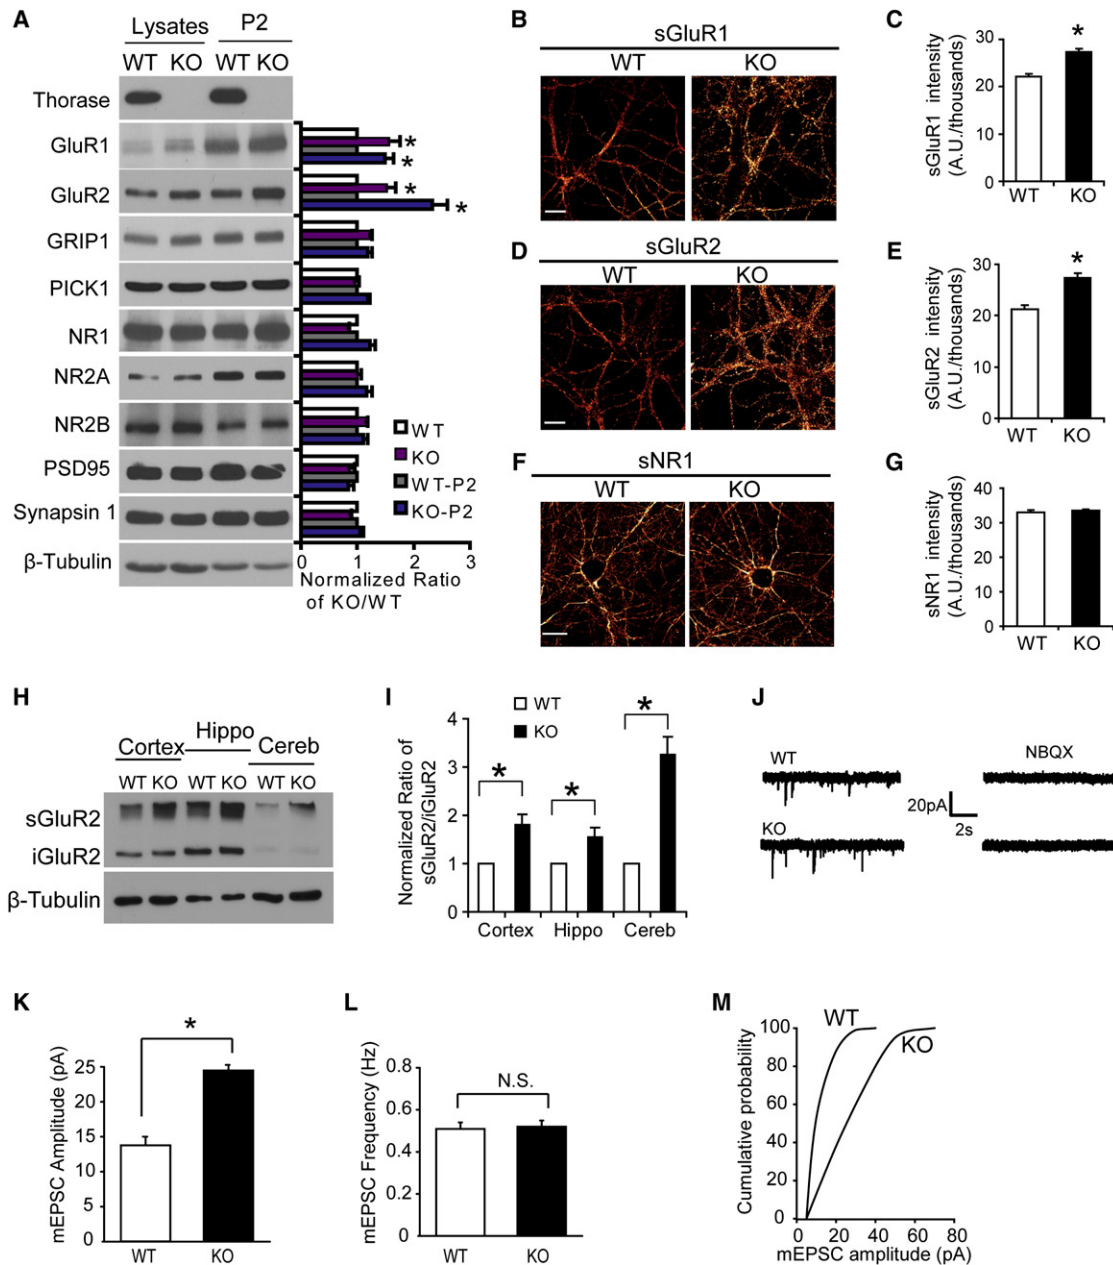 A
Lysates P2
WT KO WT KO
Thorase
GluR1
*
*
GluR2
*
*
GRIP1
PICK1
NR1
NR2A
NR2B
PSD95
Synapsin 1
β-Tubulin
WT
KO
WT-P2
KO-P2
0 1 2 3
Normalized Ratio
of KO/WT
B
sGluR1
WT KO
C
sGluR1 intensity
(A.U./thousands)
30
20
10
0
*
WT KO
D
sGluR2
WT KO
E
sGluR2 intensity
(A.U./thousands)
30
20
10
0
*
WT KO
F
sNR1
WT KO
G
sNR1 intensity
(A.U./thousands)
40
30
20
10
0
WT KO
H
Cortex Hippo Cereb
WT KO WT KO WT KO
sGluR2
iGluR2
β-Tubulin
I
WT
KO
Normalized Ratio of
sGluR2/iGluR2
4
3
2
1
0
* * *
Cortex Hippo Cereb
J
WT
KO
NBQX
20pA
2s
K
mEPSC Amplitude (pA)
25
20
15
10
5
0
*
WT KO
L
mEPSC Frequency (Hz)
0.8
0.6
0.4
0.2
0
N.S.
WT KO
M
Cumulative probability
100
80
60
40
20
0
WT
KO
0 20 40 60 80
mEPSC amplitude (pA)